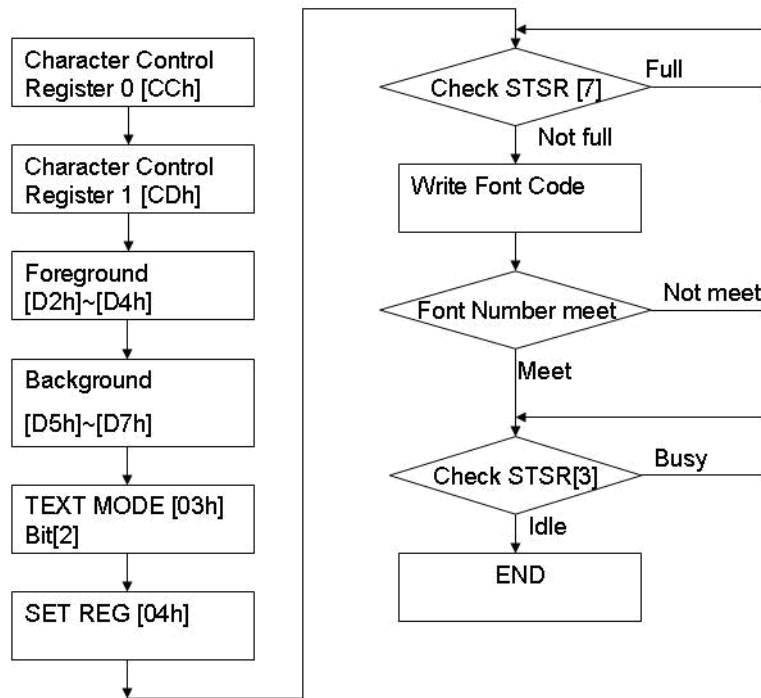 Character Control
Register 0 [CCh]
Character Control
Register 1 [CDh]
Foreground
[D2h]~[D4h]
Background
[D5h]~[D7h]
TEXT MODE [03h]
Bit[2]
SET REG [04h]
Check STSR [7]
Full
Not full
Write Font Code
Font Number meet
Not meet
Meet
Check STSR[3]
Busy
Idle
END